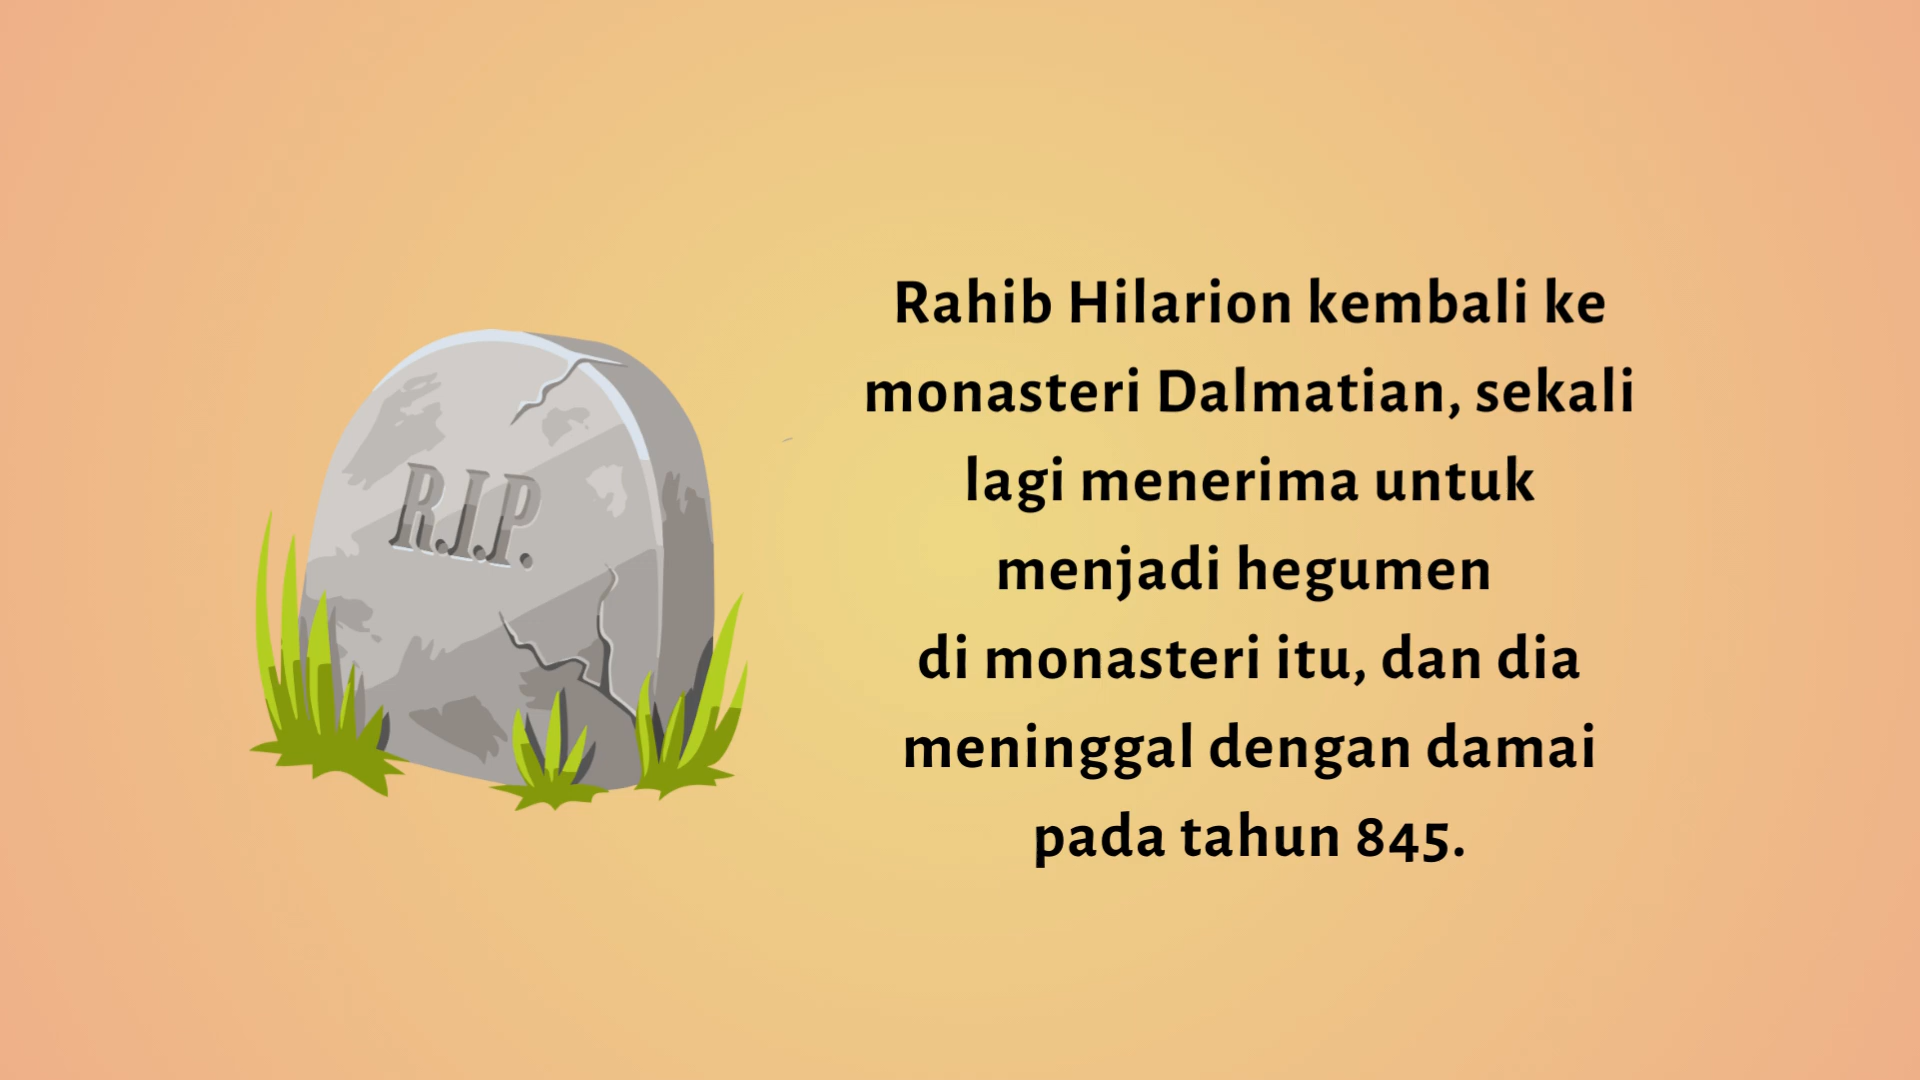 R.I.P.
Rahib Hilarion kembali ke
monasteri Dalmatian, sekali
lagi menerima untuk
menjadi hegumen
di monasteri itu, dan dia
meninggal dengan damai
pada tahun 845.